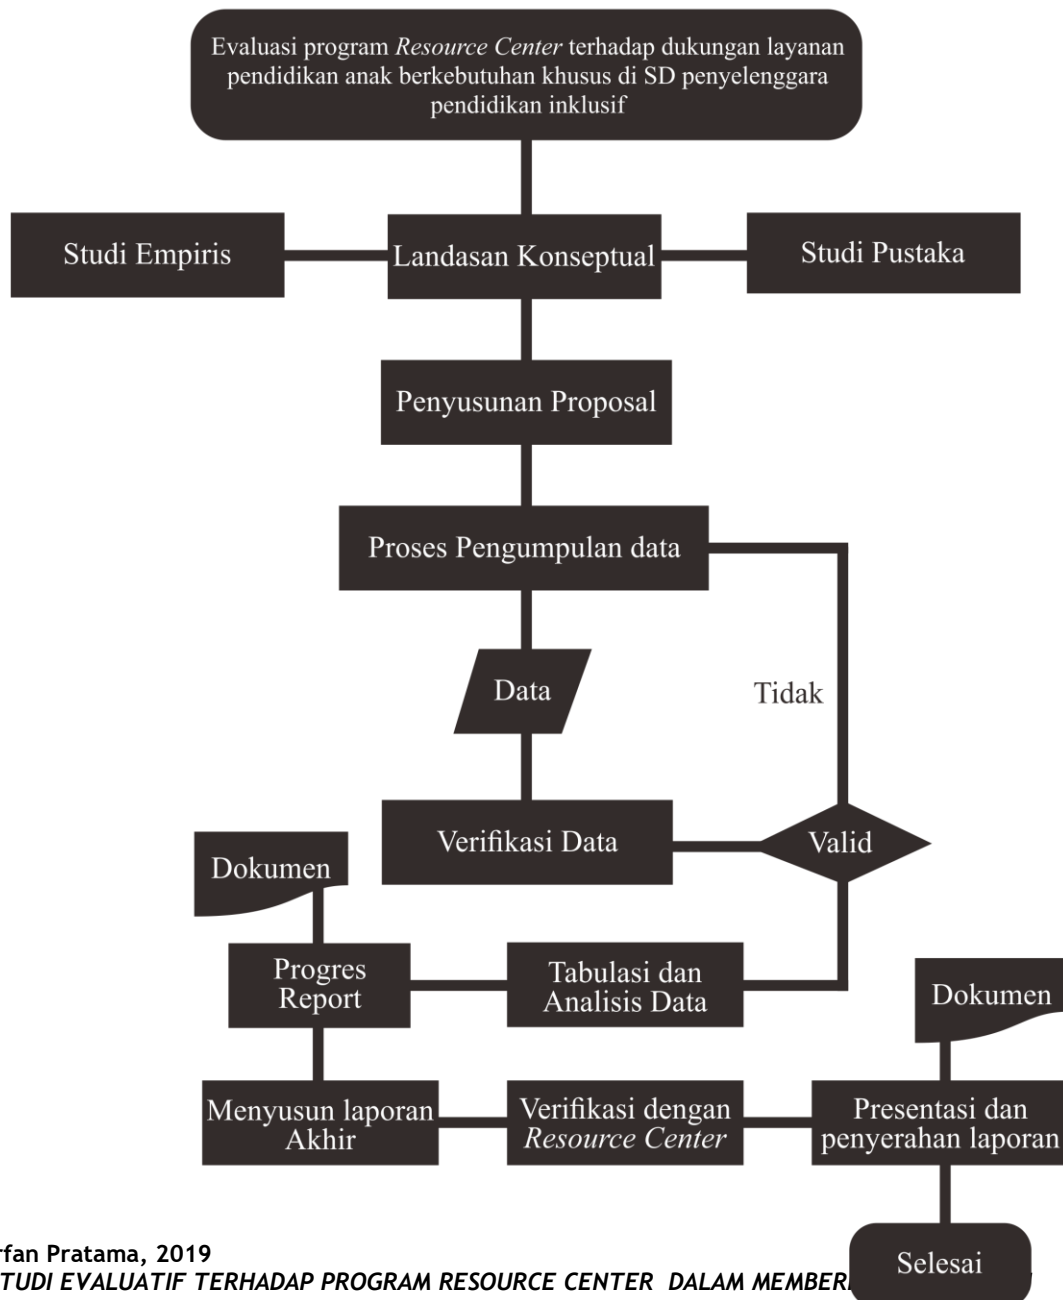 Evaluasi program Resource Center terhadap dukungan layanan
pendidikan anak berkebutuhan khusus di SD penyelenggara
pendidikan inklusif
Studi Empiris
Landasan Konseptual
Studi Pustaka
Penyusunan Proposal
Proses Pengumpulan data
Data
Tidak
Verifikasi Data
Valid
Dokumen
Progres
Report
Tabulasi dan
Analisis Data
Dokumen
Menyusun laporan
Akhir
Verifikasi dengan
Resource Center
Presentasi dan
penyerahan laporan
Selesai
rfan Pratama, 2019
TUDI EVALUATIF TERHADAP PROGRAM RESOURCE CENTER DALAM